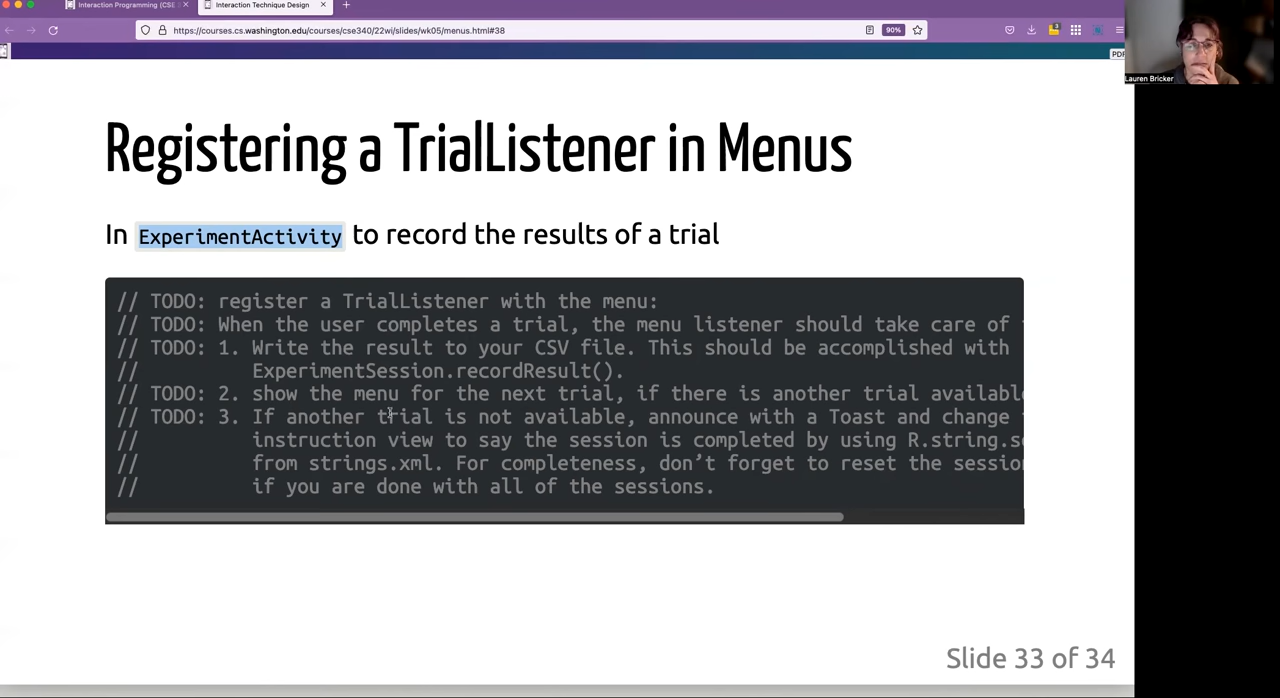 Interaction Programming (CSE
Interaction Technique Design
https://courses.cs.washington.edu/courses/cse340/22wi/slides/wk05/menus.html#38
90%
PDF
Lauren Bricker
Registering a TrialListener in Menus
In ExperimentActivity to record the results of a trial
// TODO: register a TrialListener with the menu:
// TODO: When the user completes a trial, the menu listener should take care of
// TODO: 1. Write the result to your CSV file. This should be accomplished with
// ExperimentSession.recordResult().
// TODO: 2. show the menu for the next trial, if there is another trial available
// TODO: 3. If another trial is not available, announce with a Toast and change
// instruction view to say the session is completed by using R.string.se
// from strings.xml. For completeness, don’t forget to reset the session
// if you are done with all of the sessions.
Slide 33 of 34